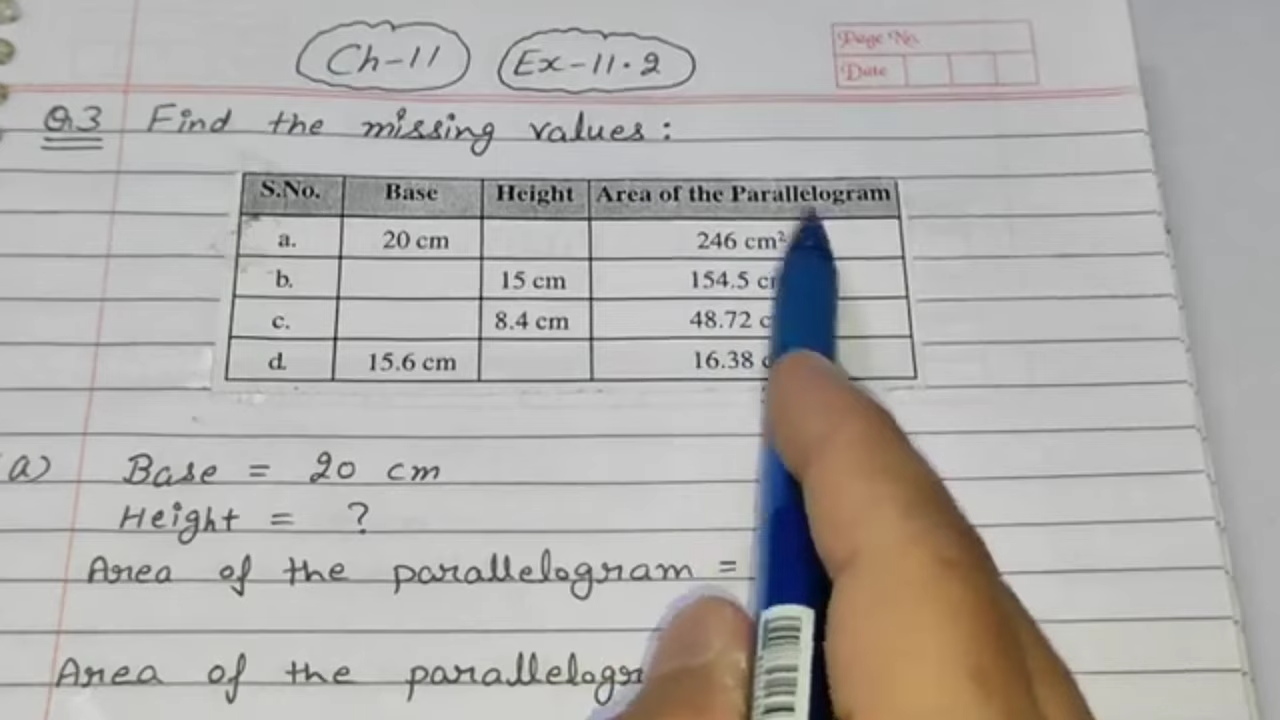 Ch-11 Ex-11.2
Page No.
Date
Q.3 Find the missing values:
S.No. Base Height Area of the Parallelogram
a. 20 cm 246 cm²
b. 15 cm 154.5
c. 8.4 cm 48.72
d. 15.6 cm 16.38
a) Base = 20 cm
Height = ?
Area of the parallelogram =
Area of the